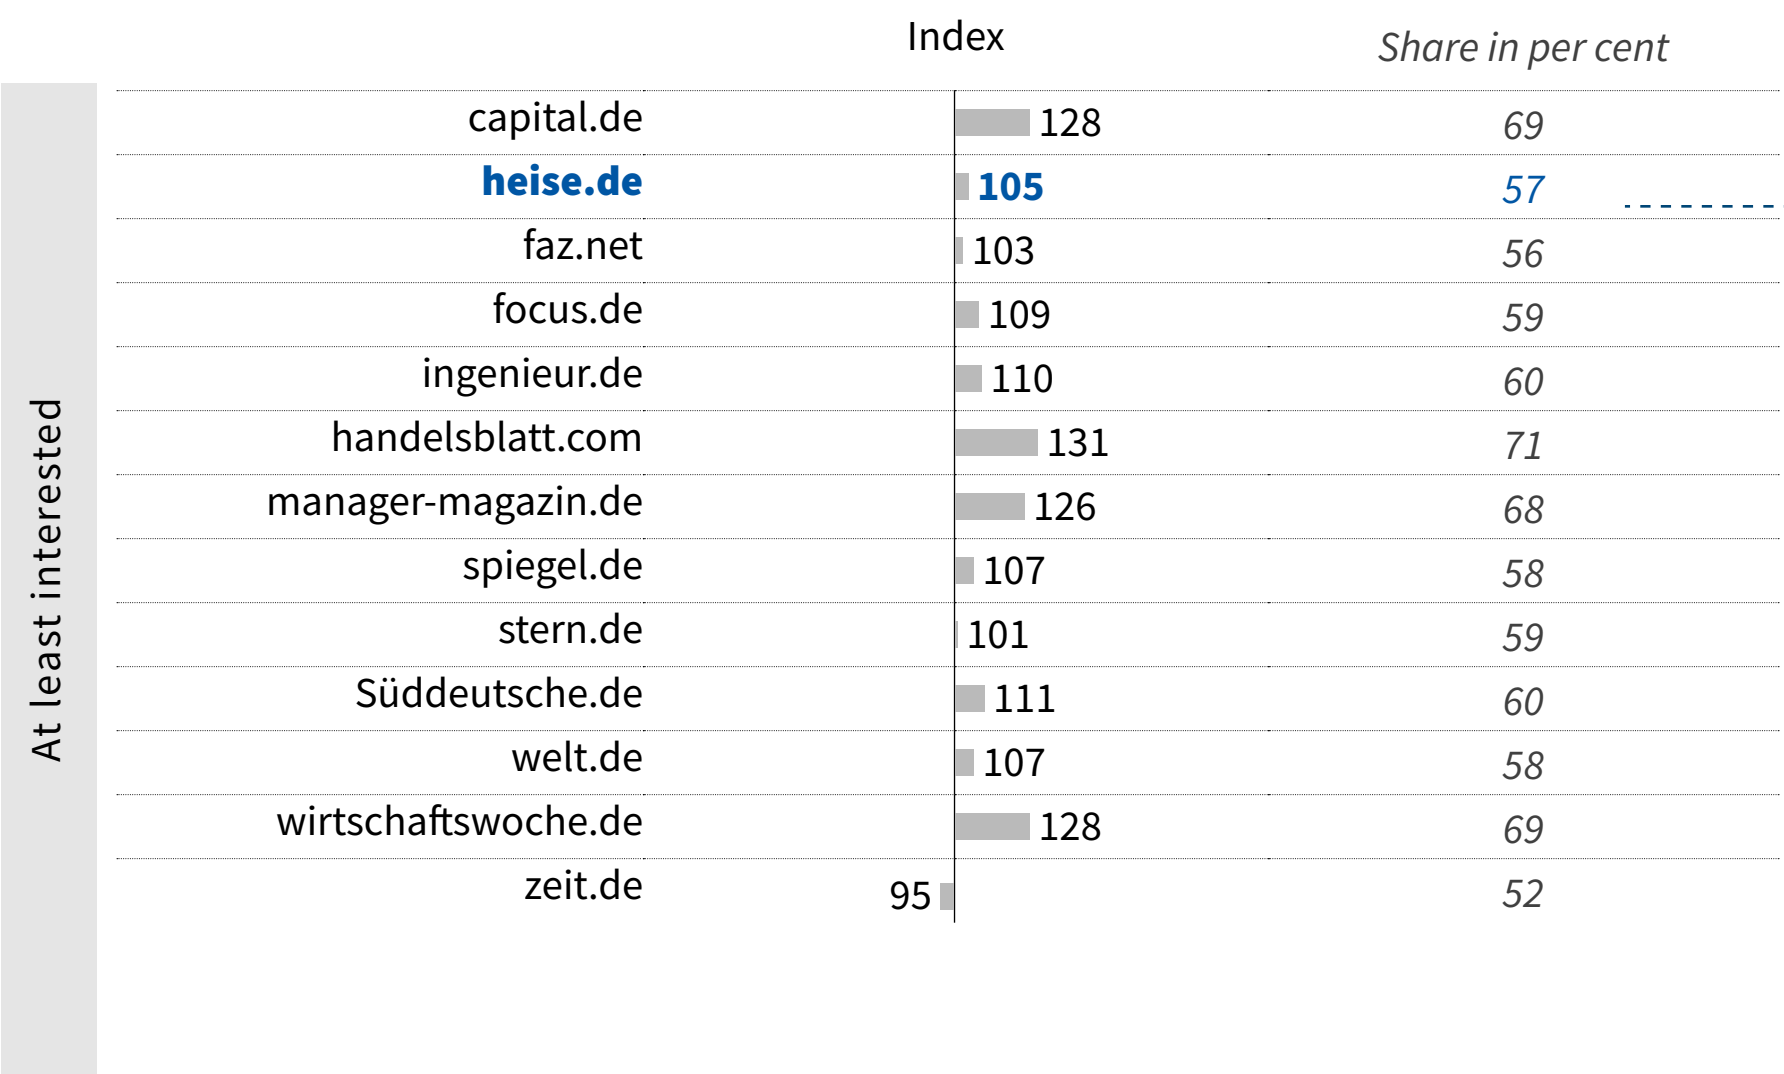 Index Share in per cent
At least interested
capital.de 128 69
heise.de 105 57
faz.net 103 56
focus.de 109 59
ingenieur.de 110 60
handelsblatt.com 131 71
manager-magazin.de 126 68
spiegel.de 107 58
stern.de 101 59
Süddeutsche.de 111 60
welt.de 107 58
wirtschaftswoche.de 128 69
zeit.de 95 52